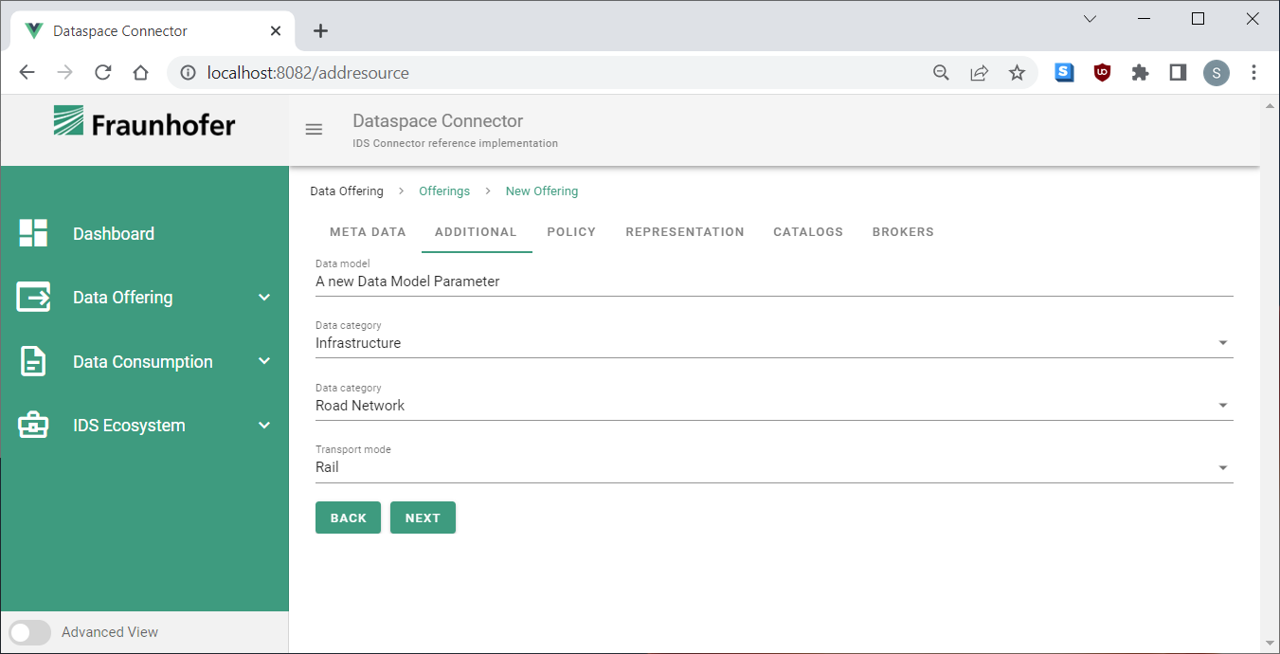 Dataspace Connector
localhost:8082/addresource
S
UO
S
Fraunhofer
Dataspace Connector
IDS Connector reference implementation
Dashboard
Data Offering
Data Consumption
IDS Ecosystem
Advanced View
Data Offering > Offerings > New Offering
META DATA ADDITIONAL POLICY REPRESENTATION CATALOGS BROKERS
Data model
A new Data Model Parameter
Data category
Infrastructure
Data category
Road Network
Transport mode
Rail
BACK NEXT